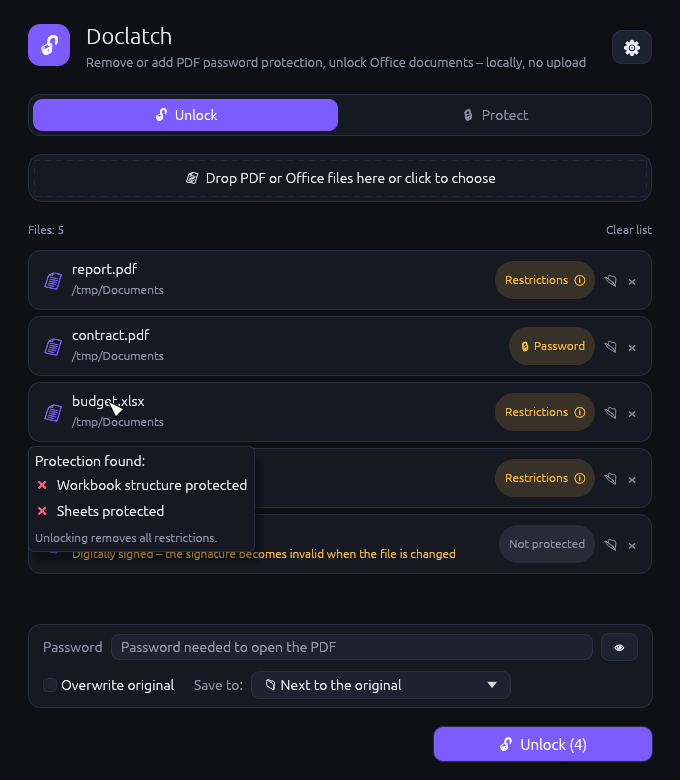 Doclatch
Remove or add PDF password protection, unlock Office documents – locally, no upload
Unlock
Protect
Drop PDF or Office files here or click to choose
Files: 5
Clear list
report.pdf
/tmp/Documents
Restrictions
contract.pdf
/tmp/Documents
Password
budget.xlsx
/tmp/Documents
Restrictions
Protection found:
Workbook structure protected
Sheets protected
Unlocking removes all restrictions.
Restrictions
Not protected
Digitally signed – the signature becomes invalid when the file is changed
Password
Password needed to open the PDF
Overwrite original
Save to:
Next to the original
Unlock (4)